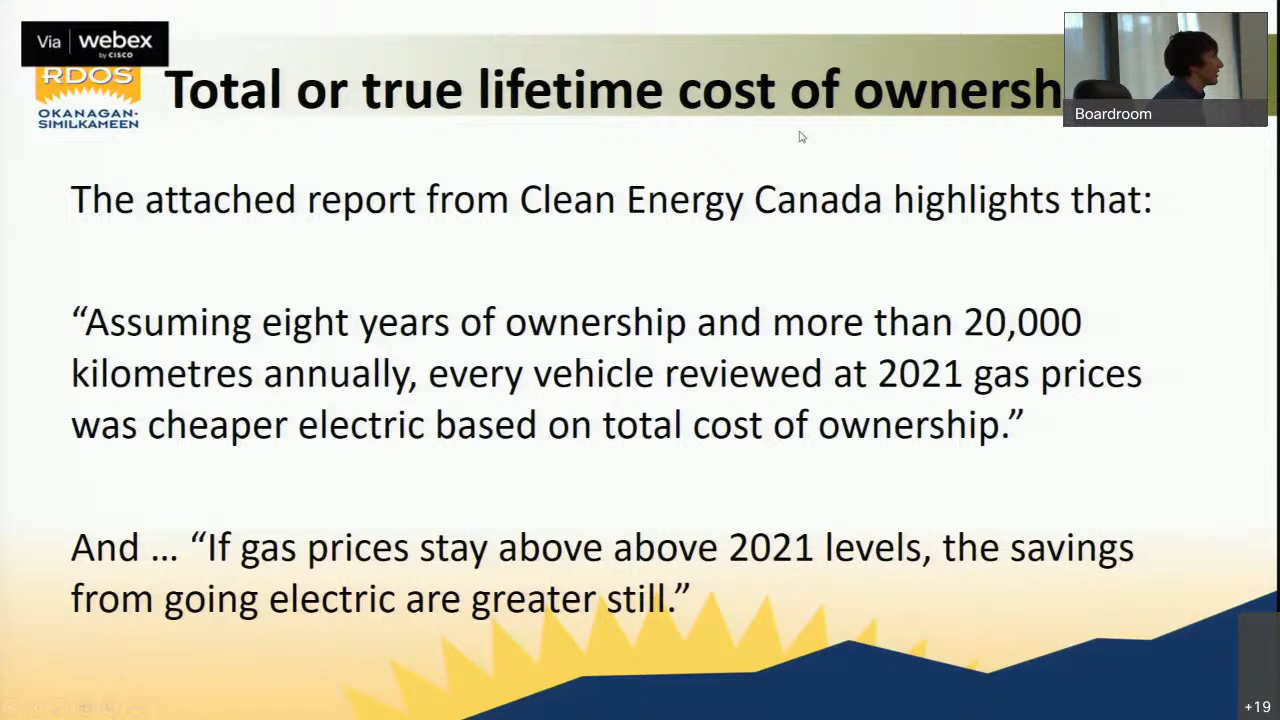 Via webex
by CISCO
RDOS
OKANAGAN-
SIMILKAMEEN
Total or true lifetime cost of ownersh
Boardroom
The attached report from Clean Energy Canada highlights that:
“Assuming eight years of ownership and more than 20,000
kilometres annually, every vehicle reviewed at 2021 gas prices
was cheaper electric based on total cost of ownership.”
And ... “If gas prices stay above above 2021 levels, the savings
from going electric are greater still.”
+19